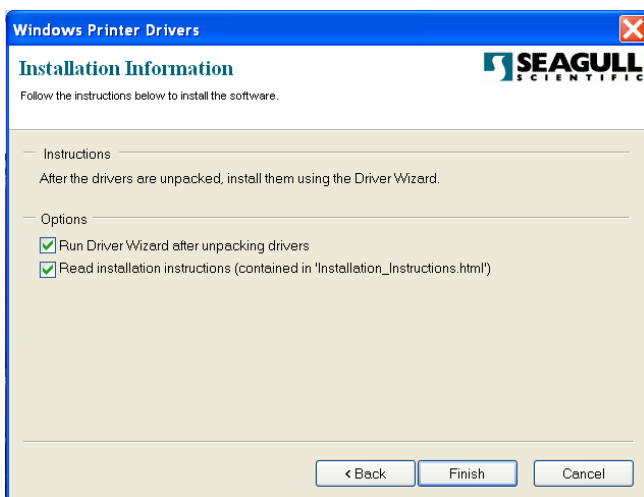 Windows Printer Drivers
Installation Information
SEAGULL
SCIENTIFIC
Follow the instructions below to install the software.
Instructions
After the drivers are unpacked, install them using the Driver Wizard.
Options
Run Driver Wizard after unpacking drivers
Read installation instructions (contained in 'Installation_Instructions.html')
< Back
Finish
Cancel